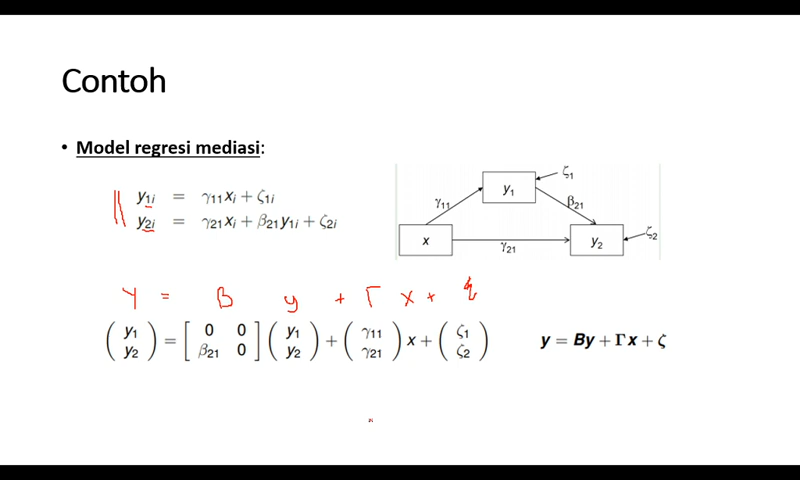 Contoh
• Model regresi mediasi:
y1i = γ11xi + ζ1i
y2i = γ21xi + β21y1i + ζ2i
ζ1
y1
γ11 β21
x γ21 y2 ζ2
Y = B y + Γ x + ζ
( y1 ) = [ 0 0 ] ( y1 ) + ( γ11 ) x + ( ζ1 )
( y2 ) [ β21 0 ] ( y2 ) ( γ21 ) ( ζ2 )
y = By + Γx + ζ